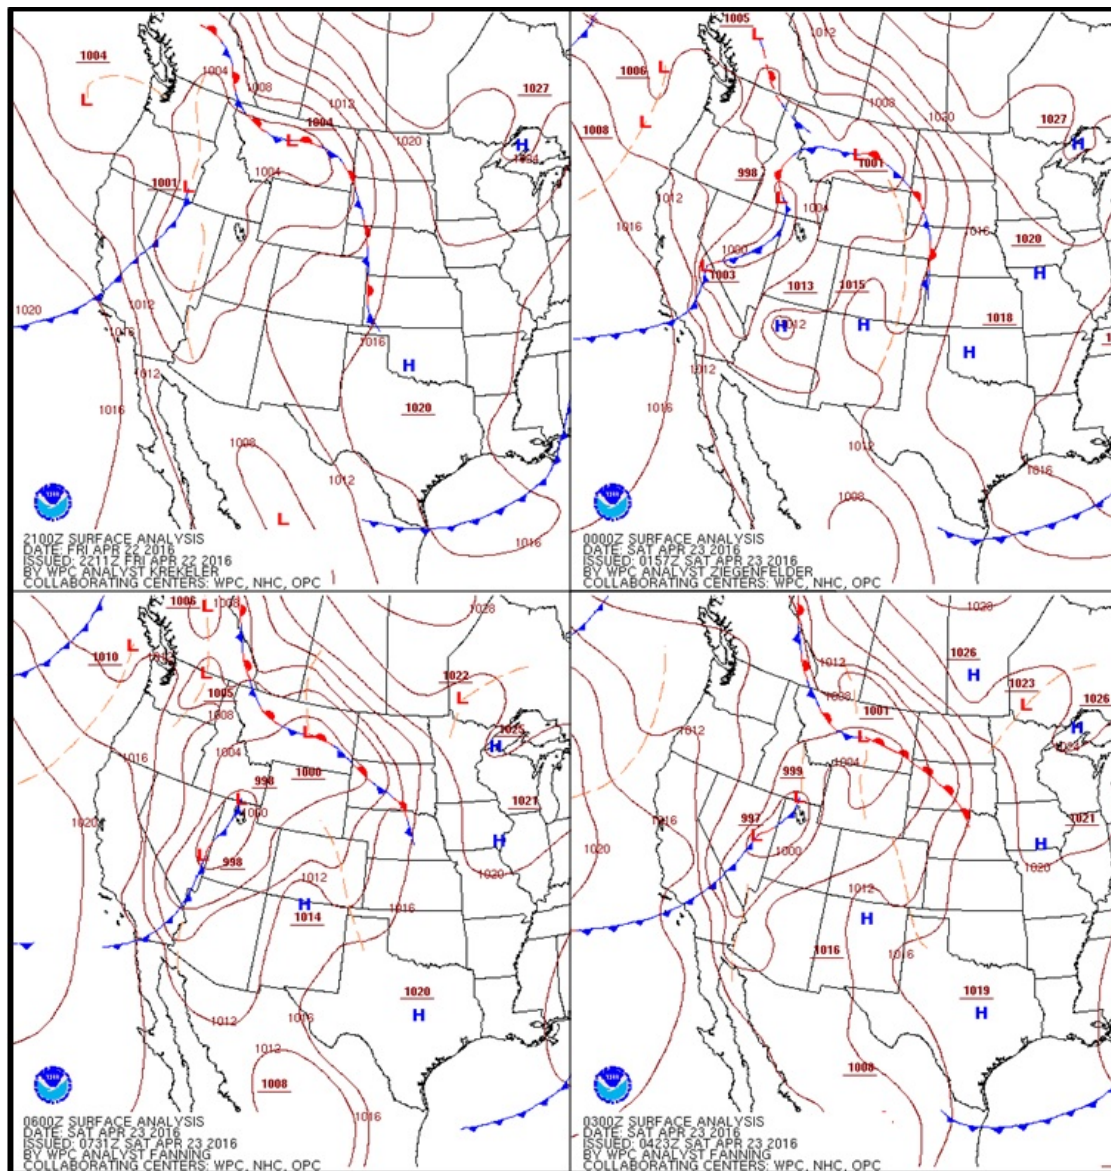 1004
L
1004
1008
1012
1004
L
1020
1027
H
1001
L
1004
1020
1012
1016
1012
1016
H
1016
1020
1008
1012
L
1016
2100Z SURFACE ANALYSIS
DATE: FRI APR 22 2016
ISSUED: 2211Z FRI APR 22 2016
BY WPC ANALYST KREKELER
COLLABORATING CENTERS: WPC, NHC, OPC
1005
L
1012
1006
L
1008
L
1008
1020
1027
H
998
L
L
1001
1012
1004
1016
1016
1000
1020
H
L
1003
1013
1015
H
1012
H
1018
H
1012
1016
1012
1016
1008
0000Z SURFACE ANALYSIS
DATE: SAT APR 23 2016
ISSUED: 0157Z SAT APR 23 2016
BY WPC ANALYST ZIEGENFELDER
COLLABORATING CENTERS: WPC, NHC, OPC
1006
L
1008
1028
1010
L
L
1005
1008
1022
L
1004
L
1025
H
1016
998
L
1000
1000
1021
1020
H
L
998
1012
1020
H
1014
1016
1020
H
1012
1016
1012
1008
1016
0600Z SURFACE ANALYSIS
DATE: SAT APR 23 2016
ISSUED: 0731Z SAT APR 23 2016
BY WPC ANALYST FANNING
COLLABORATING CENTERS: WPC, NHC, OPC
1028
1012
1026
H
1008
1023
L
1026
H
1001
L
1012
1004
999
L
1016
997
L
1000
1020
1021
H
1020
1012
H
1016
1016
1019
H
1008
0300Z SURFACE ANALYSIS
DATE: SAT APR 23 2016
ISSUED: 0423Z SAT APR 23 2016
BY WPC ANALYST FANNING
COLLABORATING CENTERS: WPC, NHC, OPC